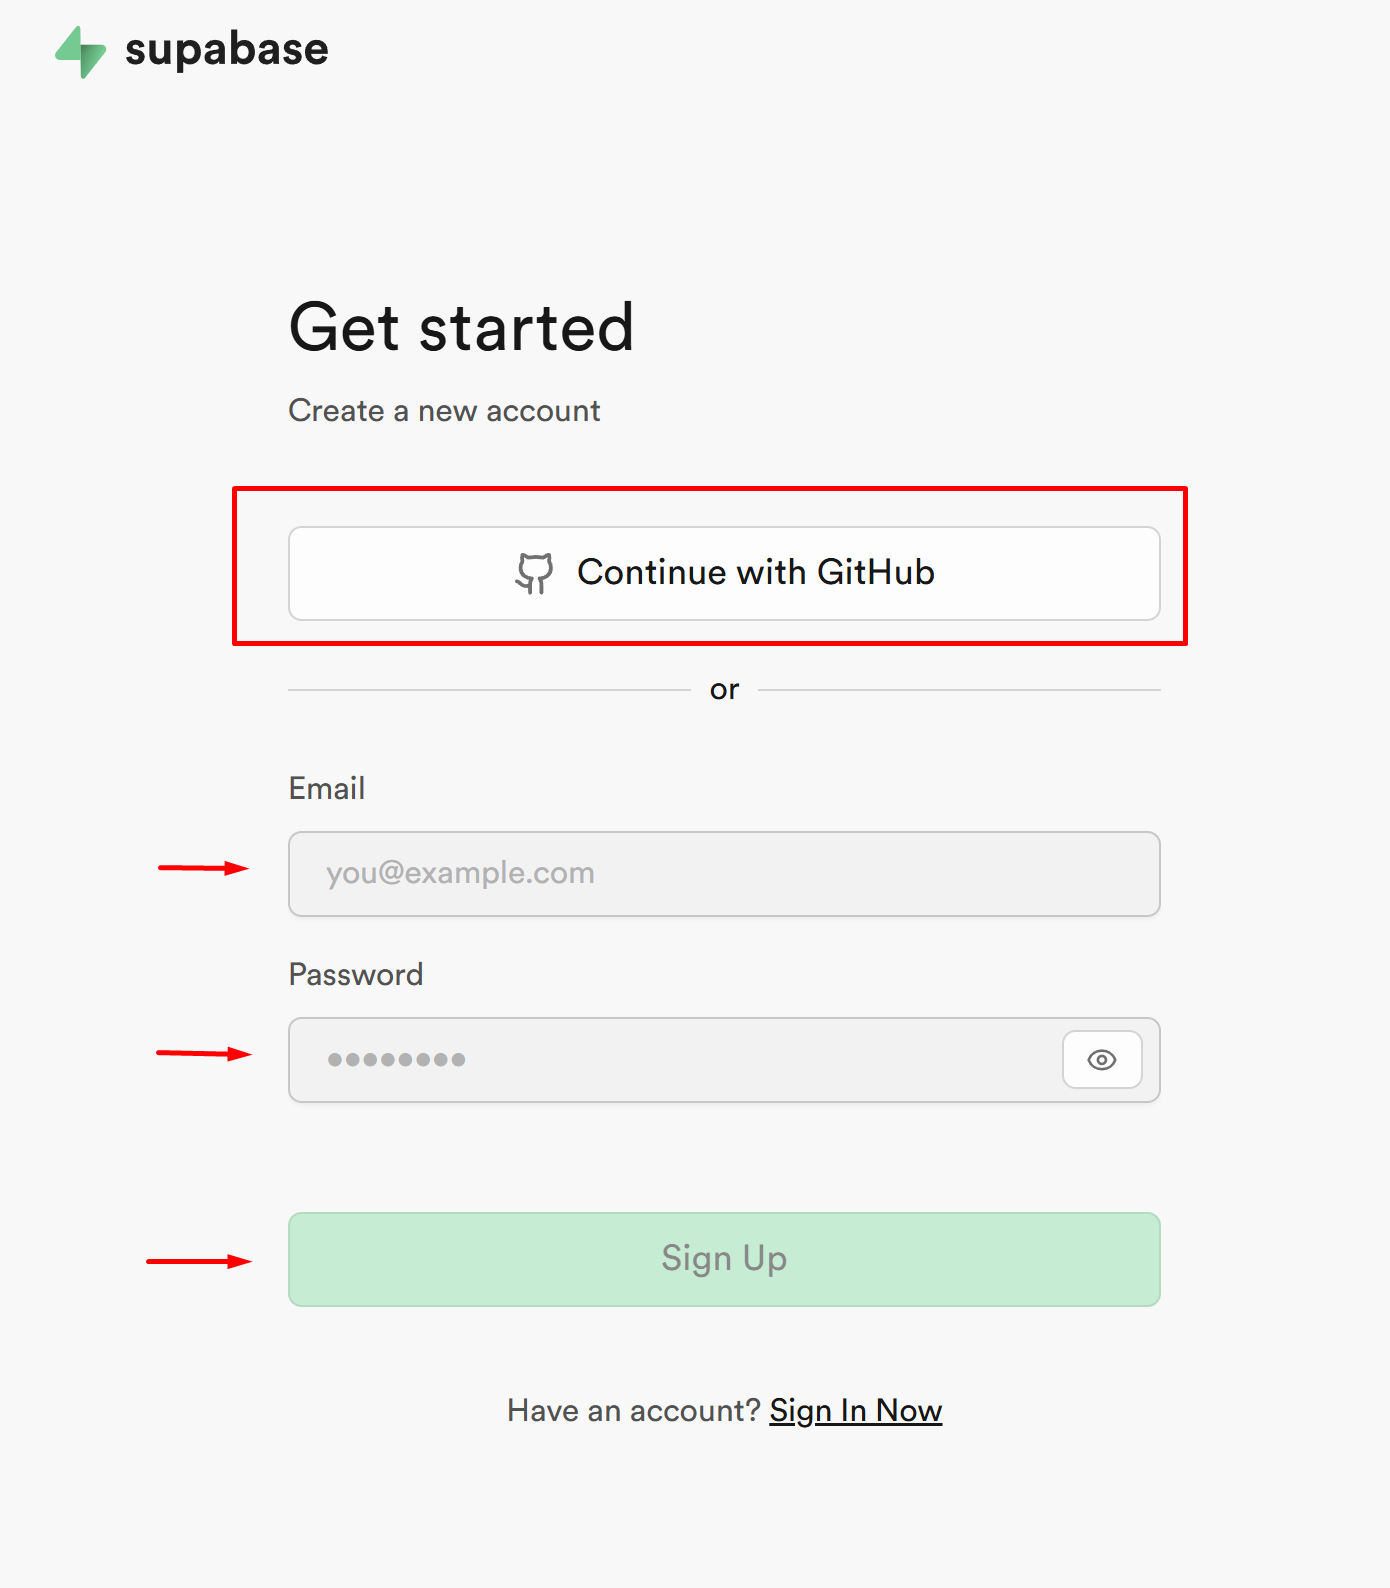 supabase
Get started
Create a new account
Continue with GitHub
or
Email
you@example.com
Password
Sign Up
Have an account? Sign In Now